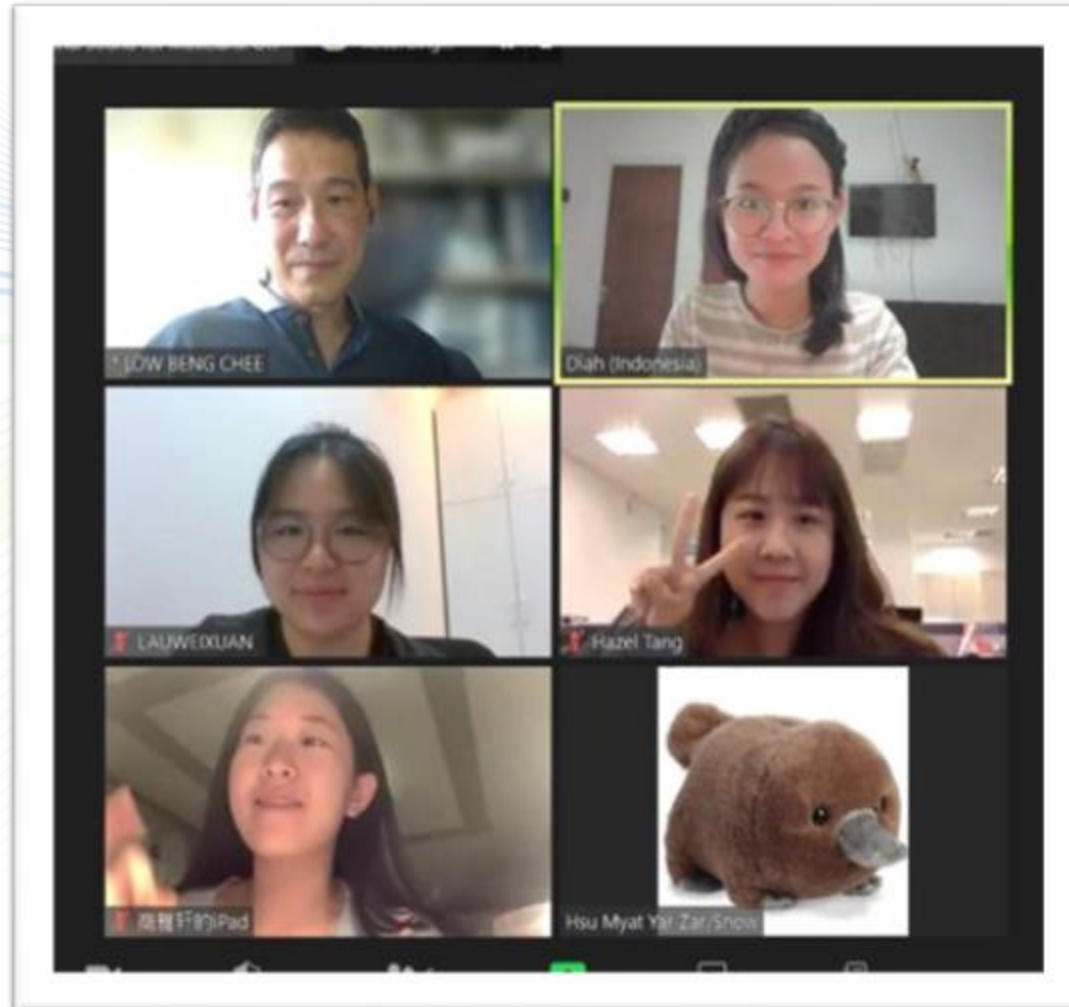 * LOW BENG CHEE
Diah (Indonesia)
LAUWEIXUAN
Hazel Tang
的iPad
Hsu Myat Yar Zar/Snow